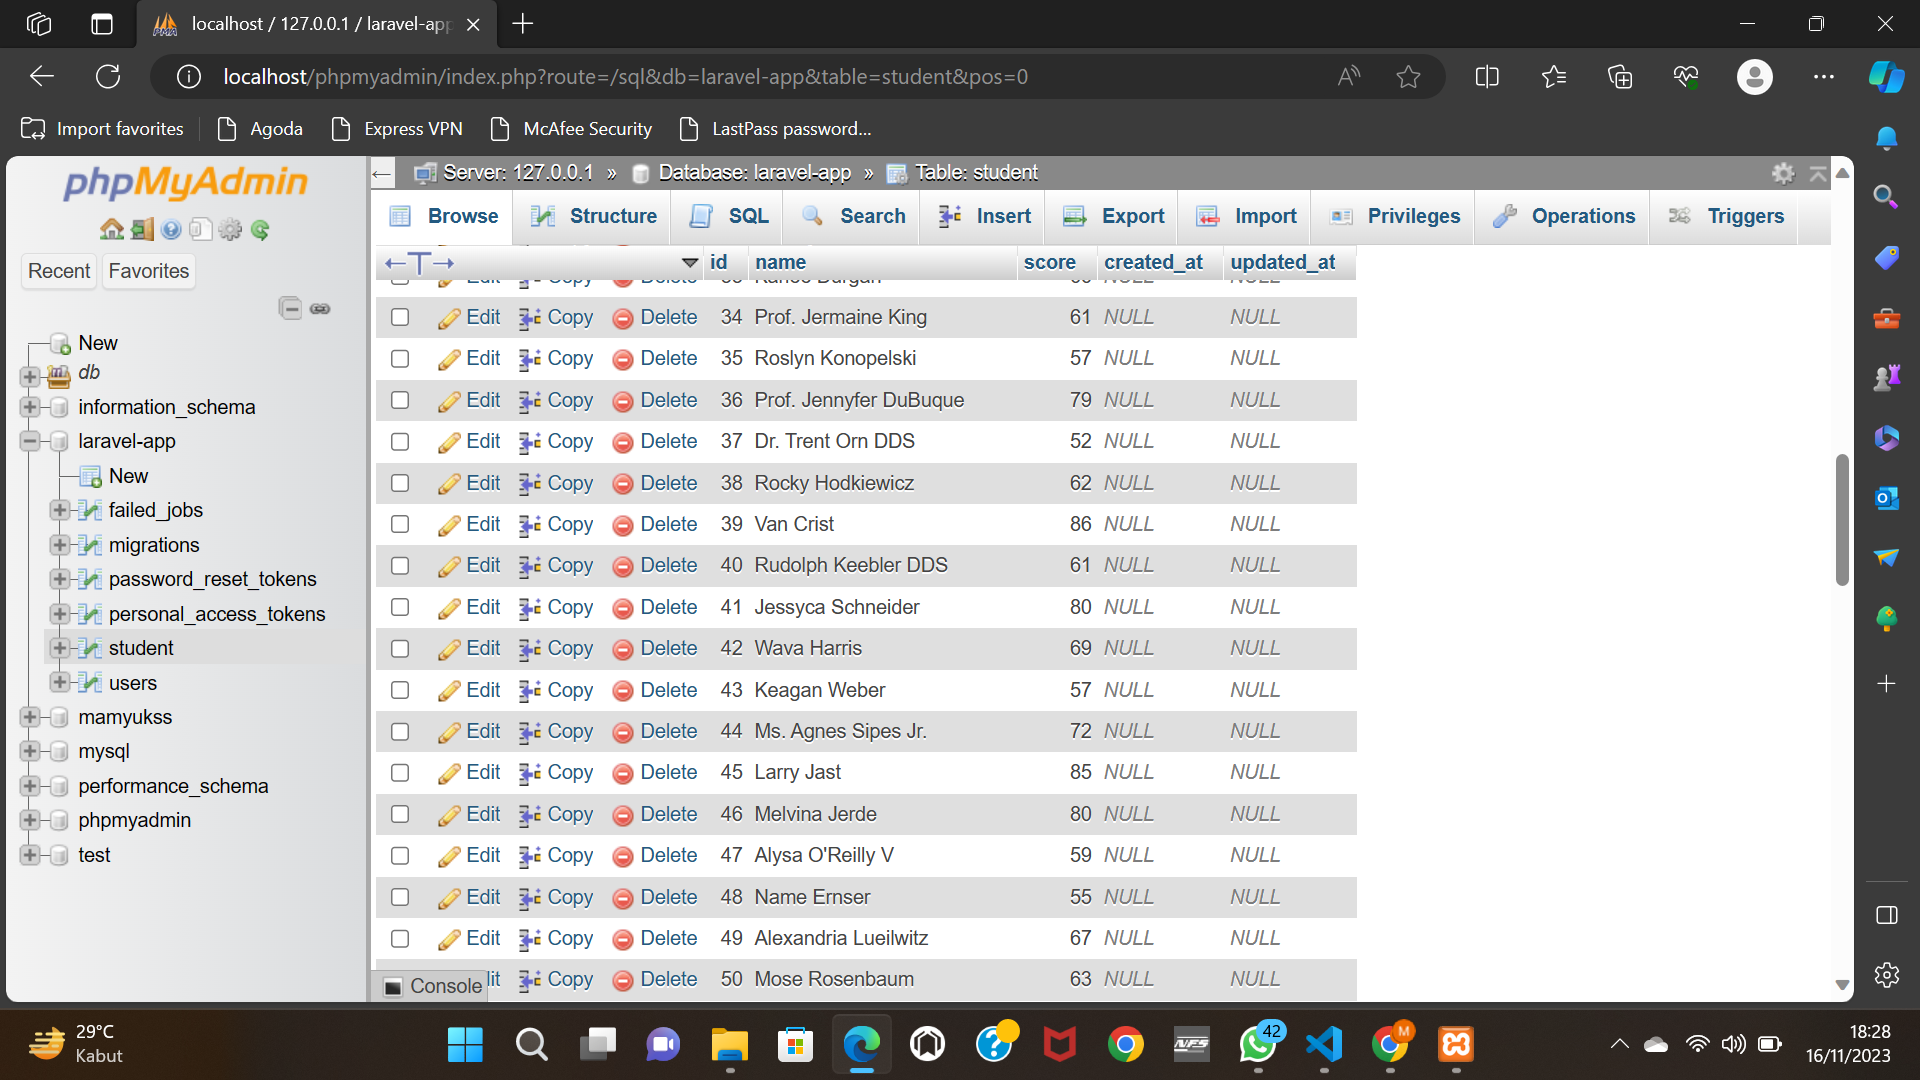 localhost / 127.0.0.1 / laravel-app
localhost/phpmyadmin/index.php?route=/sql&db=laravel-app&table=student&pos=0
Import favorites
Agoda
Express VPN
McAfee Security
LastPass password...
phpMyAdmin
Recent
Favorites
New
db
information_schema
laravel-app
New
failed_jobs
migrations
password_reset_tokens
personal_access_tokens
student
users
mamyukss
mysql
performance_schema
phpmyadmin
test
Server: 127.0.0.1 » Database: laravel-app » Table: student
Browse Structure SQL Search Insert Export Import Privileges Operations Triggers
←T→ id name score created_at updated_at
Edit Copy Delete 34 Prof. Jermaine King 61 NULL NULL
Edit Copy Delete 35 Roslyn Konopelski 57 NULL NULL
Edit Copy Delete 36 Prof. Jennyfer DuBuque 79 NULL NULL
Edit Copy Delete 37 Dr. Trent Orn DDS 52 NULL NULL
Edit Copy Delete 38 Rocky Hodkiewicz 62 NULL NULL
Edit Copy Delete 39 Van Crist 86 NULL NULL
Edit Copy Delete 40 Rudolph Keebler DDS 61 NULL NULL
Edit Copy Delete 41 Jessyca Schneider 80 NULL NULL
Edit Copy Delete 42 Wava Harris 69 NULL NULL
Edit Copy Delete 43 Keagan Weber 57 NULL NULL
Edit Copy Delete 44 Ms. Agnes Sipes Jr. 72 NULL NULL
Edit Copy Delete 45 Larry Jast 85 NULL NULL
Edit Copy Delete 46 Melvina Jerde 80 NULL NULL
Edit Copy Delete 47 Alysa O'Reilly V 59 NULL NULL
Edit Copy Delete 48 Name Ernser 55 NULL NULL
Edit Copy Delete 49 Alexandria Lueilwitz 67 NULL NULL
Copy Delete 50 Mose Rosenbaum 63 NULL NULL
Console
29°C
Kabut
42
M
18:28
16/11/2023